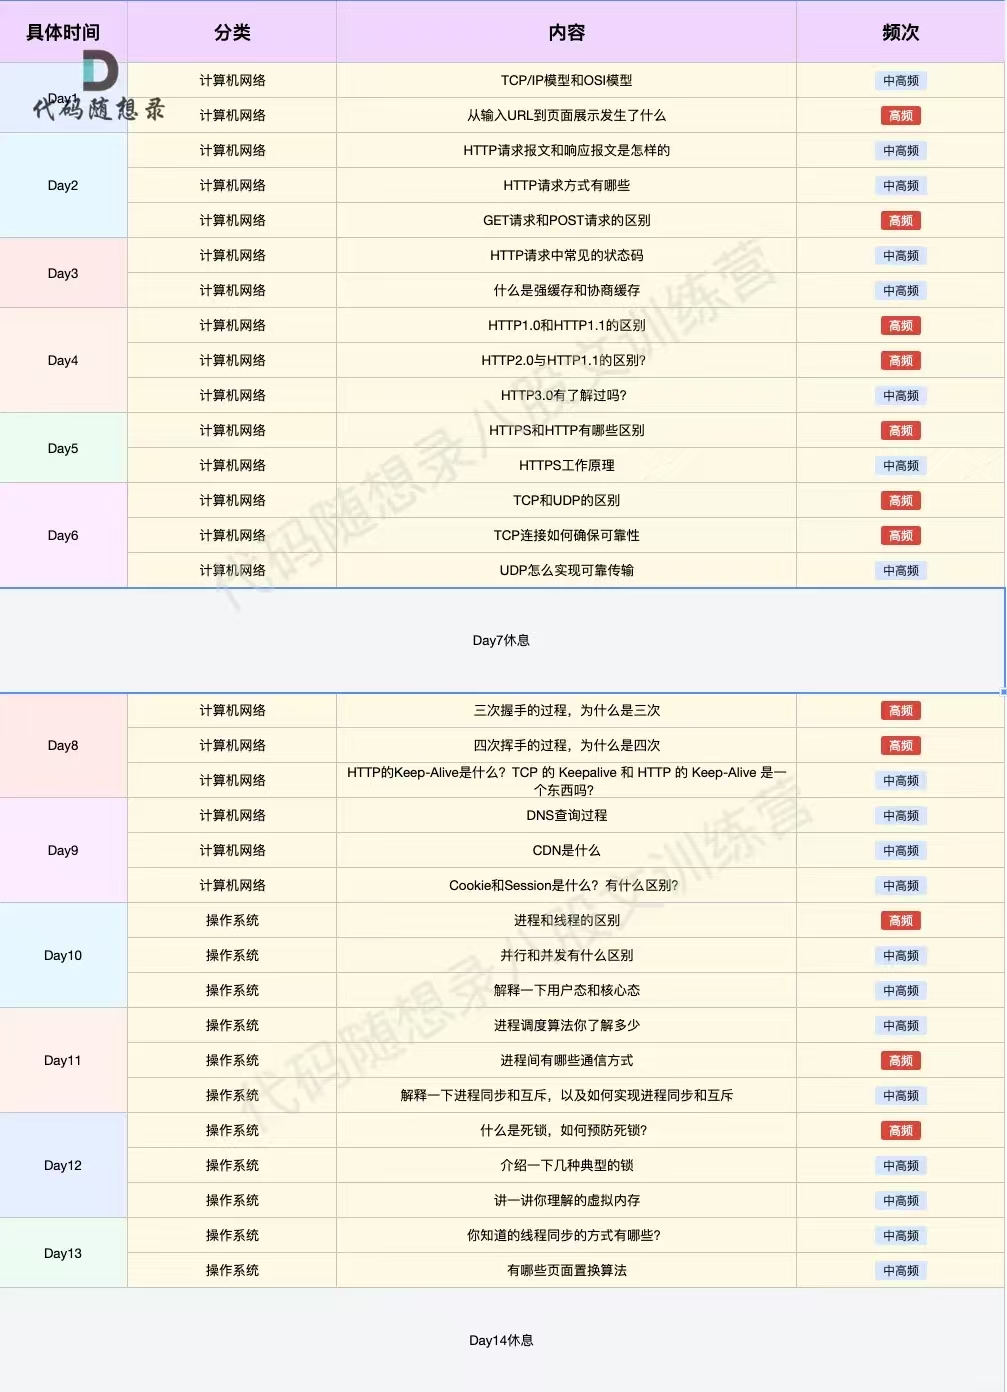 具体时间 分类 内容 频次
Day1 计算机网络 TCP/IP模型和OSI模型 中高频
代码随想录
计算机网络 从输入URL到页面展示发生了什么 高频
计算机网络 HTTP请求报文和响应报文是怎样的 中高频
Day2 计算机网络 HTTP请求方式有哪些 中高频
计算机网络 GET请求和POST请求的区别 高频
Day3 计算机网络 HTTP请求中常见的状态码 中高频
计算机网络 什么是强缓存和协商缓存 中高频
计算机网络 HTTP1.0和HTTP1.1的区别 高频
Day4 计算机网络 HTTP2.0与HTTP1.1的区别? 高频
计算机网络 HTTP3.0有了解过吗? 中高频
Day5 计算机网络 HTTPS和HTTP有哪些区别 高频
计算机网络 HTTPS工作原理 中高频
计算机网络 TCP和UDP的区别 高频
Day6 计算机网络 TCP连接如何确保可靠性 高频
计算机网络 UDP怎么实现可靠传输 中高频
代码随想录八股文训练营
Day7休息
计算机网络 三次握手的过程，为什么是三次 高频
Day8 计算机网络 四次挥手的过程，为什么是四次 高频
计算机网络 HTTP的Keep-Alive是什么？TCP 的 Keepalive 和 HTTP 的 Keep-Alive 是一
个东西吗？ 中高频
计算机网络 DNS查询过程 中高频
Day9 计算机网络 CDN是什么 中高频
计算机网络 Cookie和Session是什么？有什么区别？ 中高频
操作系统 进程和线程的区别 高频
Day10 操作系统 并行和并发有什么区别 中高频
操作系统 解释一下用户态和核心态 中高频
操作系统 进程调度算法你了解多少 中高频
Day11 操作系统 进程间有哪些通信方式 高频
操作系统 解释一下进程同步和互斥，以及如何实现进程同步和互斥 中高频
代码随想录八股文训练营
操作系统 什么是死锁，如何预防死锁？ 高频
Day12 操作系统 介绍一下几种典型的锁 中高频
操作系统 讲一讲你理解的虚拟内存 中高频
Day13 操作系统 你知道的线程同步的方式有哪些？ 中高频
操作系统 有哪些页面置换算法 中高频
Day14休息